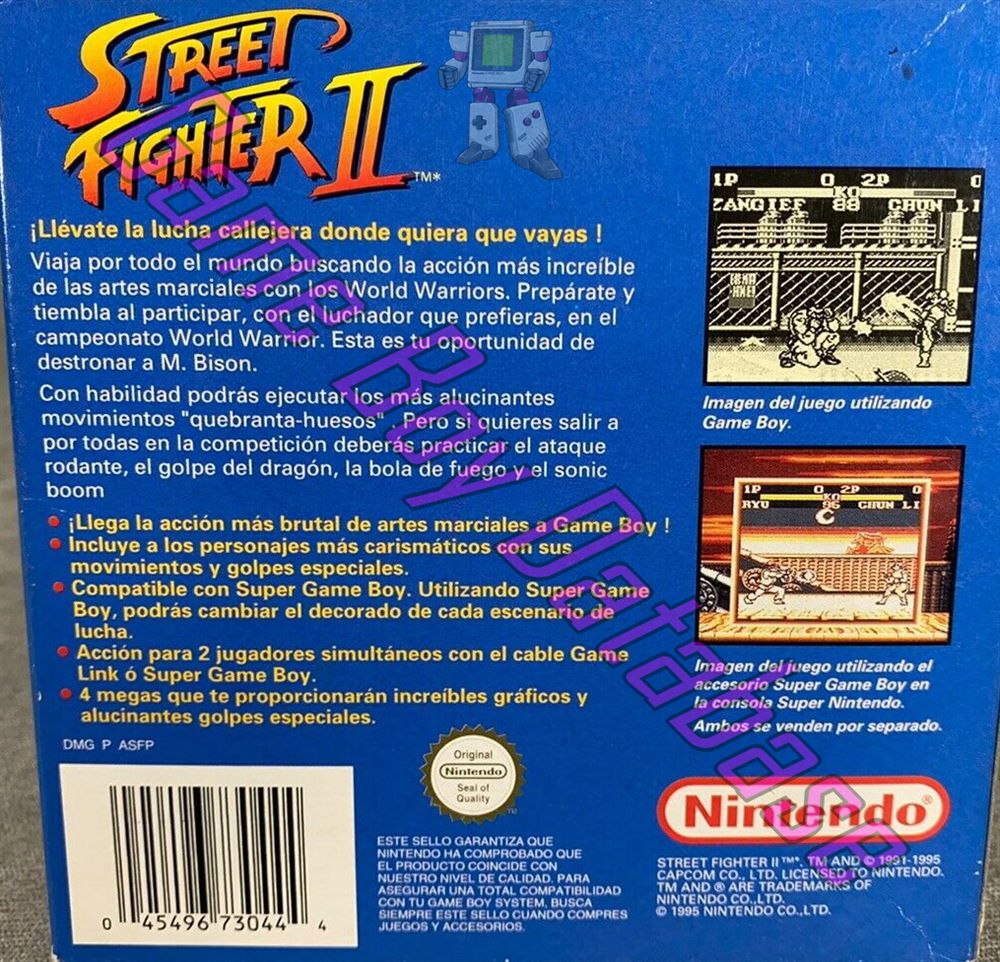 STREET
FIGHTER II™*
¡Llévate la lucha callejera donde quiera que vayas !
Viaja por todo el mundo buscando la acción más increíble
de las artes marciales con los World Warriors. Prepárate y
tiembla al participar, con el luchador que prefieras, en el
campeonato World Warrior. Esta es tu oportunidad de
destronar a M. Bison.
Con habilidad podrás ejecutar los más alucinantes
movimientos "quebranta-huesos" . Pero si quieres salir a
por todas en la competición deberás practicar el ataque
rodante, el golpe del dragón, la bola de fuego y el sonic
boom
• ¡Llega la acción más brutal de artes marciales a Game Boy !
• Incluye a los personajes más carismáticos con sus
movimientos y golpes especiales.
• Compatible con Super Game Boy. Utilizando Super Game
Boy, podrás cambiar el decorado de cada escenario de
lucha.
• Acción para 2 jugadores simultáneos con el cable Game
Link ó Super Game Boy.
• 4 megas que te proporcionarán increíbles gráficos y
alucinantes golpes especiales.
DMG P ASFP
0 45496 73044 4
Original
Nintendo
Seal of
Quality
TM
ESTE SELLO GARANTIZA QUE
NINTENDO HA COMPROBADO QUE
EL PRODUCTO COINCIDE CON
NUESTRO NIVEL DE CALIDAD. PARA
ASEGURAR UNA TOTAL COMPATIBILIDAD
CON TU GAME BOY SYSTEM, BUSCA
SIEMPRE ESTE SELLO CUANDO COMPRES
JUEGOS Y ACCESORIOS.
1P 0 2P 0
KO
ZANGIEF 88 CHUN LI
Imagen del juego utilizando
Game Boy.
1P 0 2P 0
KO
RYU 96 CHUN LI
Imagen del juego utilizando el
accesorio Super Game Boy en
la consola Super Nintendo.
Ambos se venden por separado.
Nintendo®
STREET FIGHTER II™*. TM AND © 1991-1995
CAPCOM CO., LTD. LICENSED TO NINTENDO.
TM AND ® ARE TRADEMARKS OF
NINTENDO CO.,LTD.
© 1995 NINTENDO CO.,LTD.
Game Boy Database